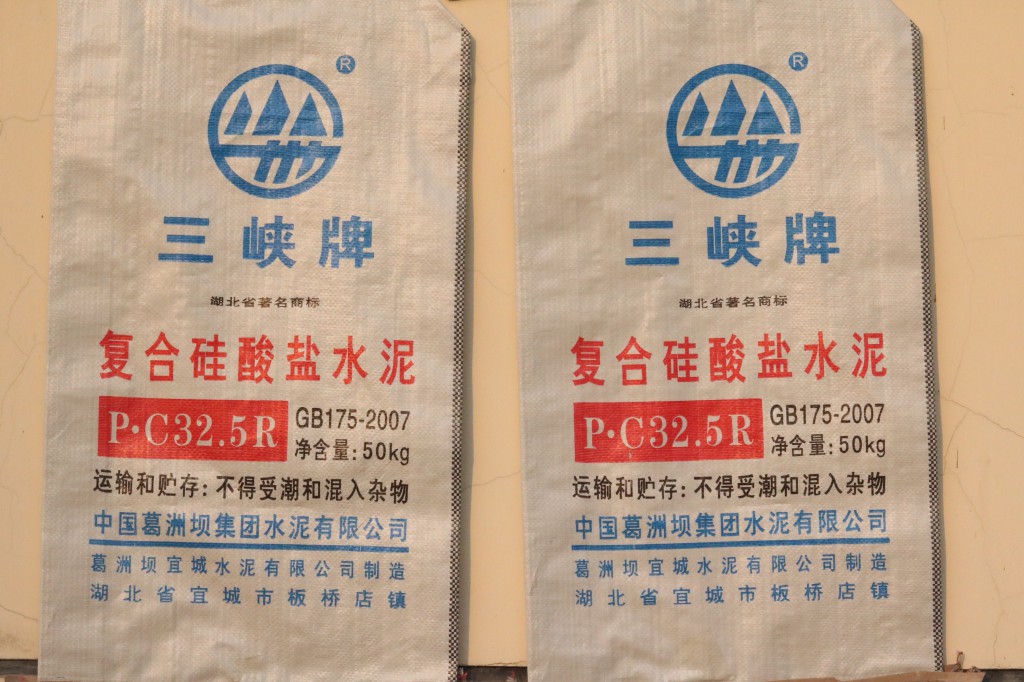 ®
三峡牌
湖北省著名商标
复合硅酸盐水泥
P·C32.5R
GB175-2007
净含量:50kg
运输和贮存:不得受潮和混入杂物
中国葛洲坝集团水泥有限公司
葛洲坝宜城水泥有限公司制造
湖北省宜城市板桥店镇
®
三峡牌
湖北省著名商标
复合硅酸盐水泥
P·C32.5R
GB175-2007
净含量:50kg
运输和贮存:不得受潮和混入杂物
中国葛洲坝集团水泥有限公司
葛洲坝宜城水泥有限公司制造
湖北省宜城市板桥店镇